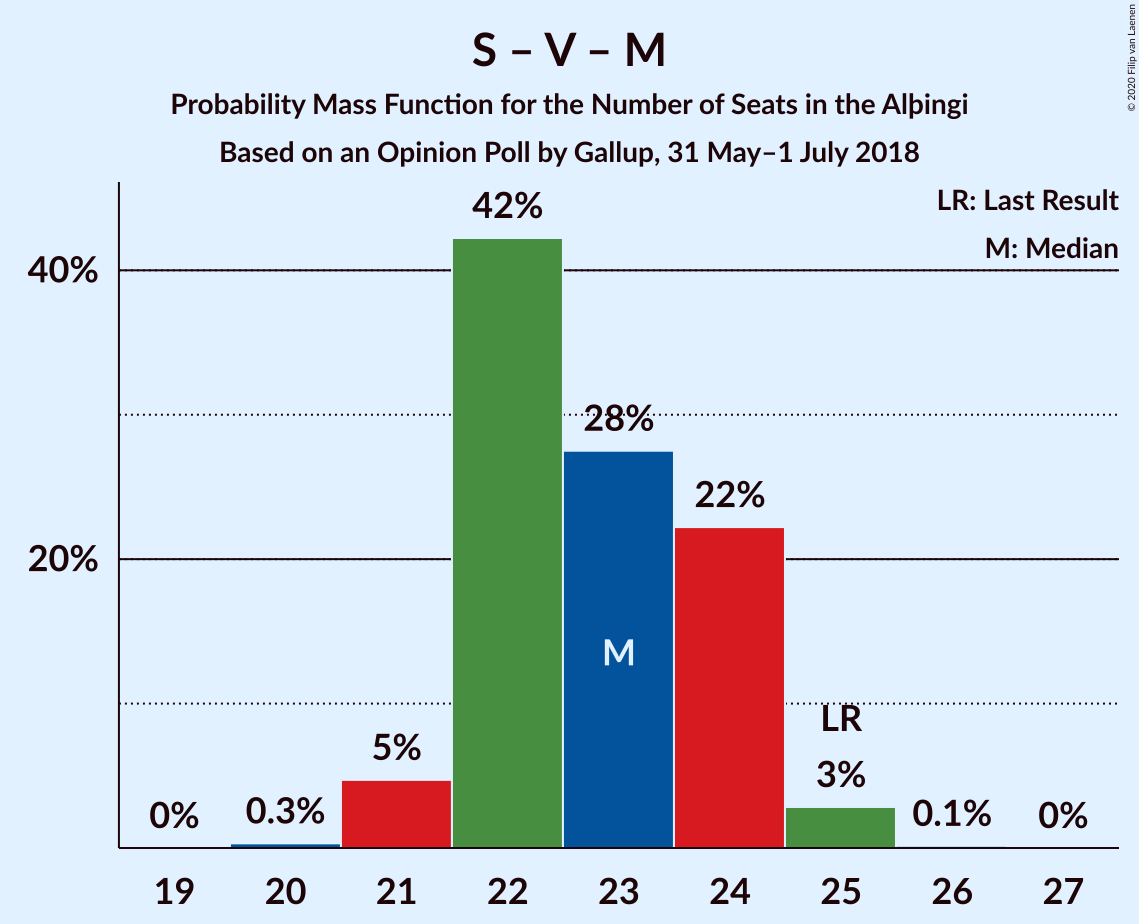 S – V – M
Probability Mass Function for the Number of Seats in the Alþingi
Based on an Opinion Poll by Gallup, 31 May–1 July 2018
© 2020 Filip van Laenen
LR: Last Result
M: Median
40%
20%
0%
0.3%
5%
42%
28%
M
22%
LR
3%
0.1%
0%
19 20 21 22 23 24 25 26 27